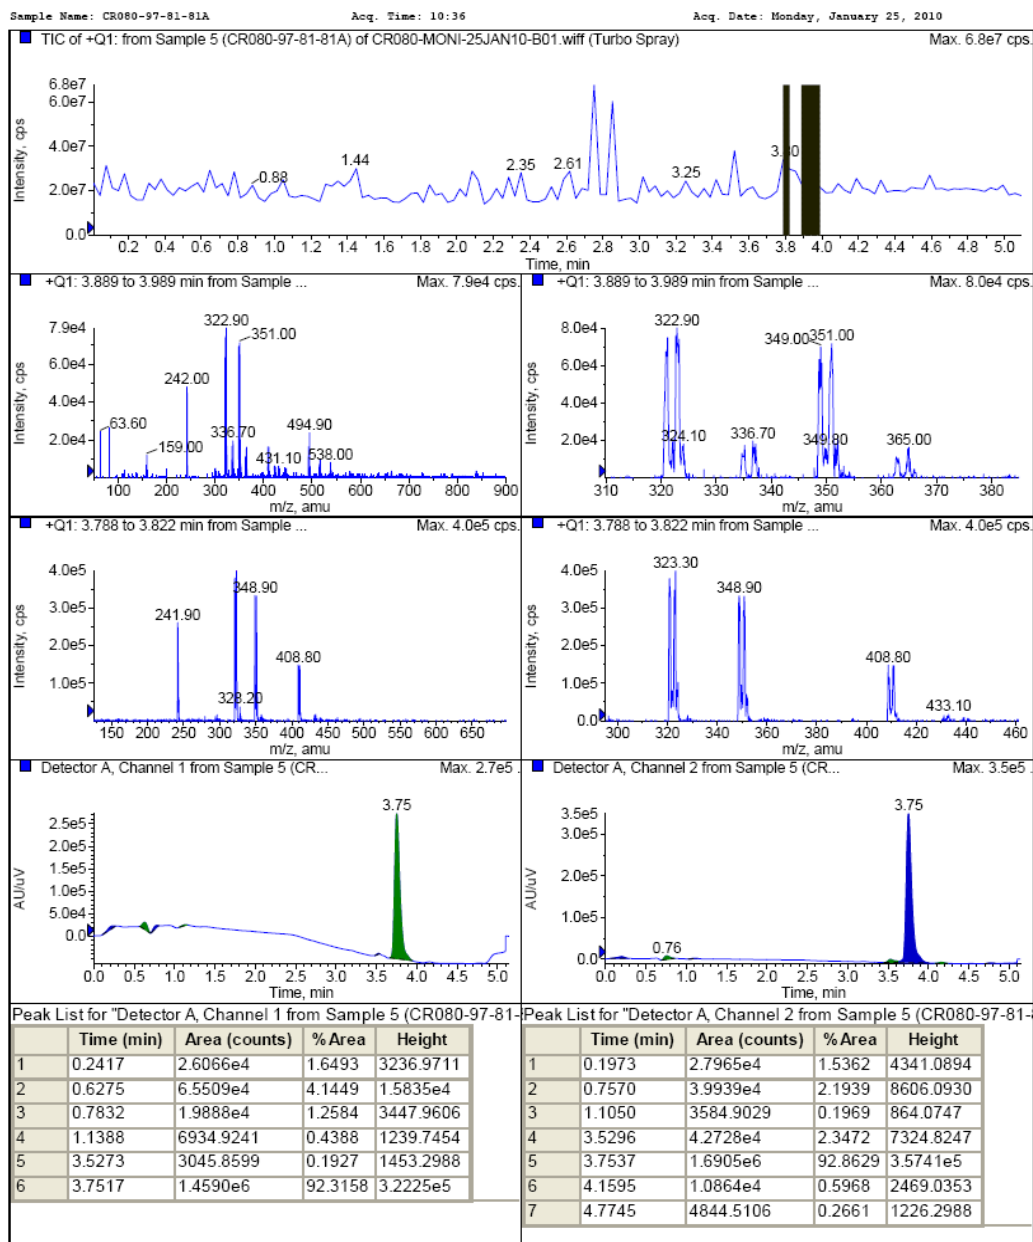 Sample Name: CR080-97-81-81A Acq. Time: 10:36 Acq. Date: Monday, January 25, 2010
TIC of +Q1: from Sample 5 (CR080-97-81-81A) of CR080-MONI-25JAN10-B01.wiff (Turbo Spray) Max. 6.8e7 cps.
Intensity, cps
6.8e7
6.0e7
4.0e7
2.0e7
0.0
0.88 1.44 2.35 2.61 3.25 3.80
0.2 0.4 0.6 0.8 1.0 1.2 1.4 1.6 1.8 2.0 2.2 2.4 2.6 2.8 3.0 3.2 3.4 3.6 3.8 4.0 4.2 4.4 4.6 4.8 5.0
Time, min
+Q1: 3.889 to 3.989 min from Sample ... Max. 7.9e4 cps.
Intensity, cps
7.9e4
6.0e4
4.0e4
2.0e4
322.90
351.00
242.00
63.60
159.00
336.70
494.90
431.10
538.00
100 200 300 400 500 600 700 800 900
m/z, amu
+Q1: 3.889 to 3.989 min from Sample ... Max. 8.0e4 cps.
Intensity, cps
8.0e4
6.0e4
4.0e4
2.0e4
0.0
322.90
349.00
351.00
324.10
336.70
349.80
365.00
310 320 330 340 350 360 370 380
m/z, amu
+Q1: 3.788 to 3.822 min from Sample ... Max. 4.0e5 cps.
Intensity, cps
4.0e5
3.0e5
2.0e5
1.0e5
348.90
241.90
408.80
328.20
150 200 250 300 350 400 450 500 550 600 650
m/z, amu
+Q1: 3.788 to 3.822 min from Sample ... Max. 4.0e5 cps.
Intensity, cps
4.0e5
3.0e5
2.0e5
1.0e5
0.0
323.30
348.90
408.80
433.10
300 320 340 360 380 400 420 440 460
m/z, amu
Detector A, Channel 1 from Sample 5 (CR... Max. 2.7e5 .
AU/uV
2.5e5
2.0e5
1.5e5
1.0e5
5.0e4
0.0
3.75
0.0 0.5 1.0 1.5 2.0 2.5 3.0 3.5 4.0 4.5 5.0
Time, min
Detector A, Channel 2 from Sample 5 (CR... Max. 3.5e5 .
AU/uV
3.5e5
3.0e5
2.0e5
1.0e5
0.0
3.75
0.76
0.0 0.5 1.0 1.5 2.0 2.5 3.0 3.5 4.0 4.5 5.0
Time, min
Peak List for "Detector A, Channel 1 from Sample 5 (CR080-97-81-
Time (min) Area (counts) %Area Height
1 0.2417 2.6066e4 1.6493 3236.9711
2 0.6275 6.5509e4 4.1449 1.5835e4
3 0.7832 1.9888e4 1.2584 3447.9606
4 1.1388 6934.9241 0.4388 1239.7454
5 3.5273 3045.8599 0.1927 1453.2988
6 3.7517 1.4590e6 92.3158 3.2225e5
Peak List for "Detector A, Channel 2 from Sample 5 (CR080-97-81-
Time (min) Area (counts) %Area Height
1 0.1973 2.7965e4 1.5362 4341.0894
2 0.7570 3.9939e4 2.1939 8606.0930
3 1.1050 3584.9029 0.1969 864.0747
4 3.5296 4.2728e4 2.3472 7324.8247
5 3.7537 1.6905e6 92.8629 3.5741e5
6 4.1595 1.0864e4 0.5968 2469.0353
7 4.7745 4844.5106 0.2661 1226.2988